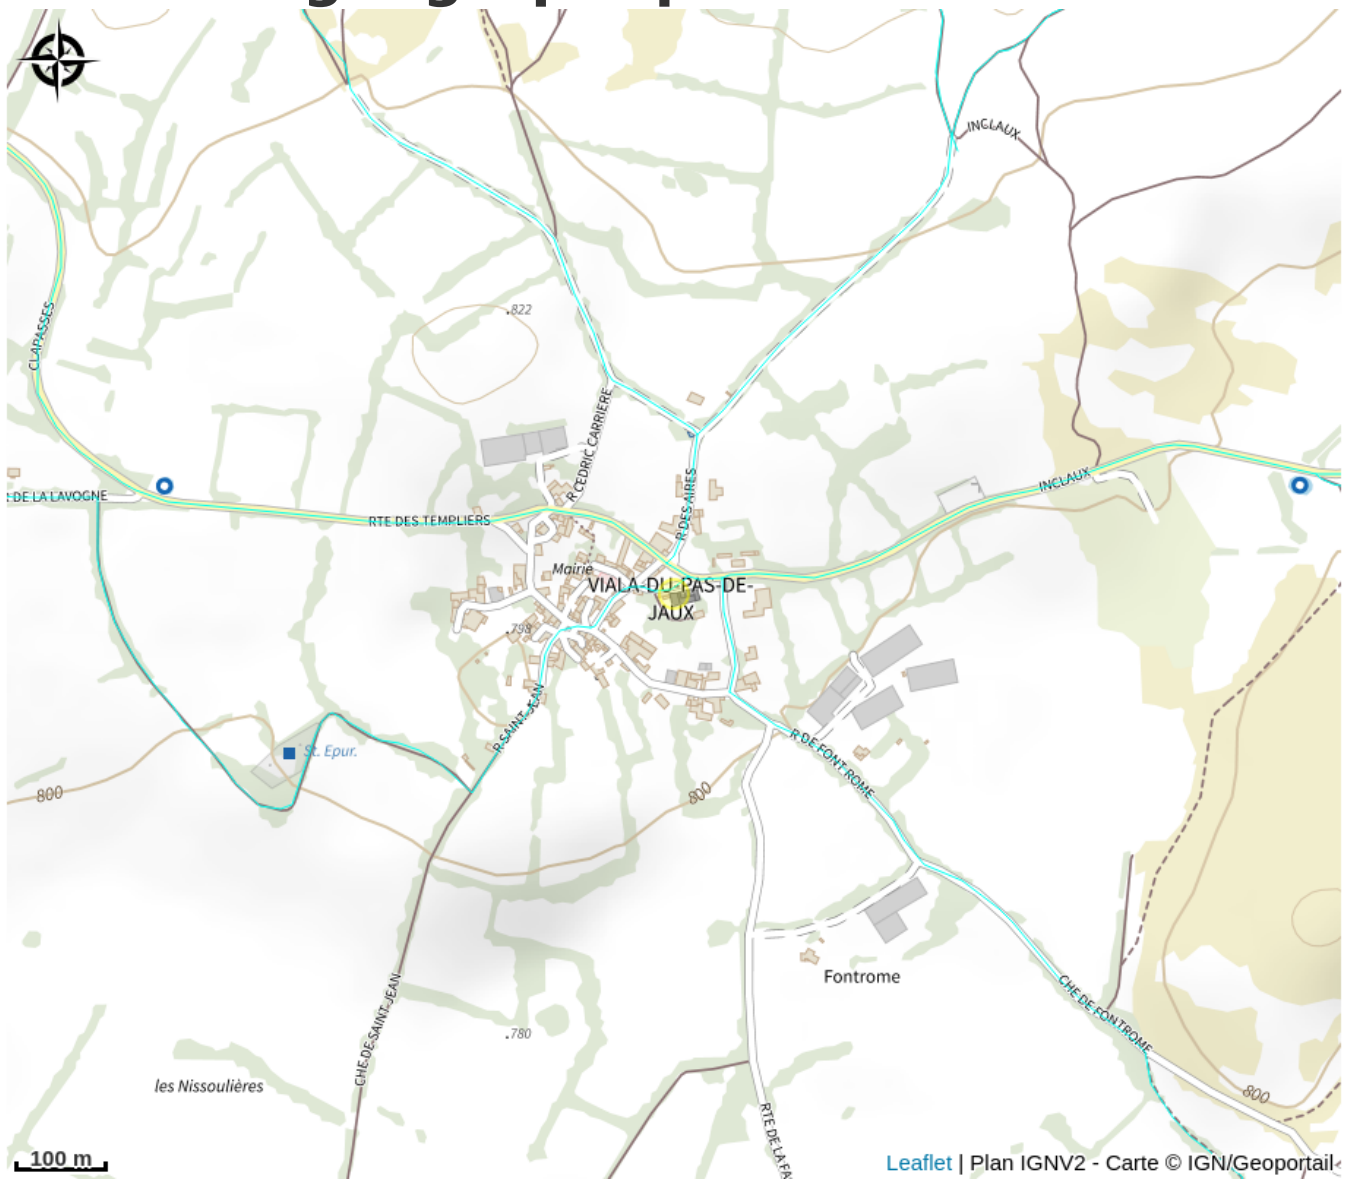 INCLAUX
822
CLAPASSES
R CEDRIC CARRIERE
R DES AIRES
INCLAUX
DE LA LAVOGNE
RTE DES TEMPLIERS
Mairie
VIALA-DU-PAS-DE-
JAUX
798
R SAINT-JEAN
St. Epur.
R DE FONT ROME
800
800
Fontrome
CHE DE SAINT-JEAN
CHE DE FONTROME
780
les Nissoulières
800
RTE DE LA FA
100 m
Leaflet | Plan IGNV2 - Carte © IGN/Geoportail